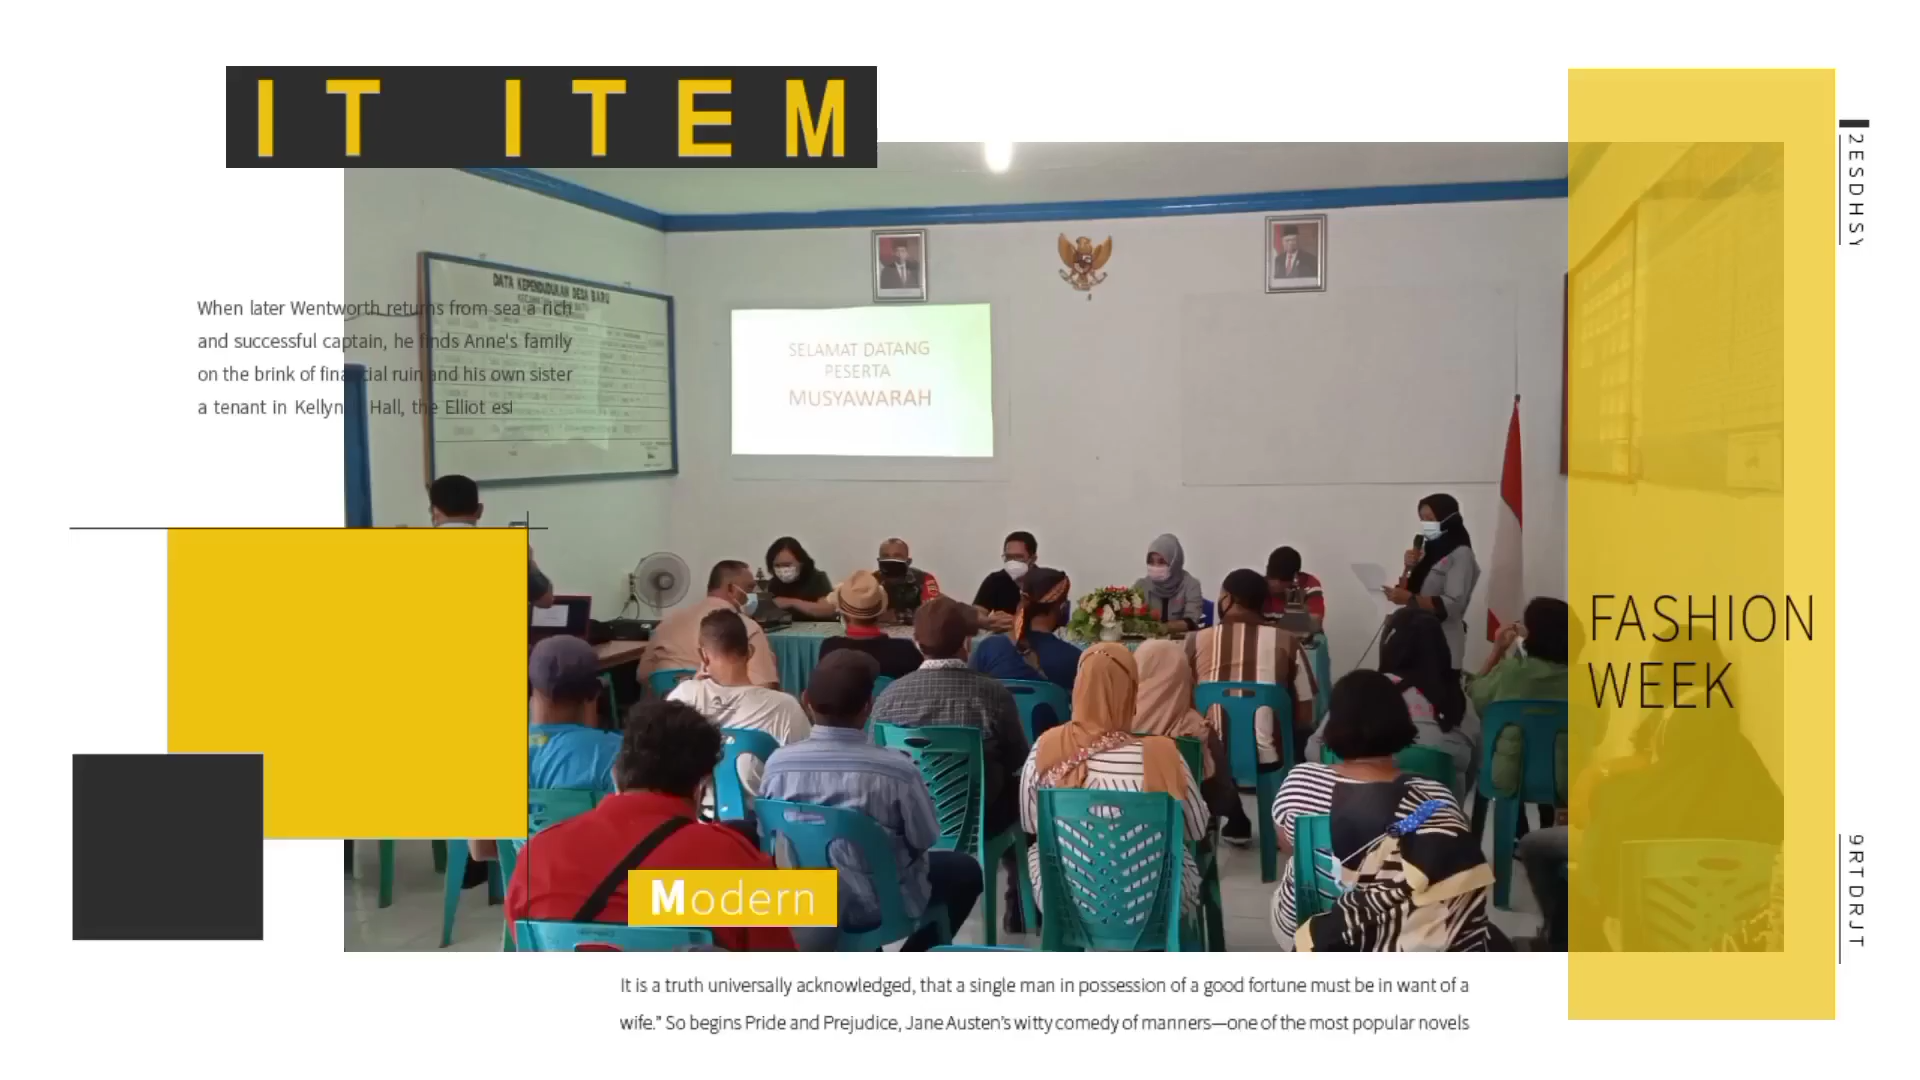 IT ITEM
2ESDHSY
DATA KEPENDUDUKAN DESA BARU
When later Wentworth returns from sea a rich
and successful captain, he finds Anne's family
on the brink of financial ruin and his own sister
a tenant in Kellynch Hall, the Elliot es
SELAMAT DATANG
PESERTA
MUSYAWARAH
FASHION
WEEK
9RTDRJT
Modern
It is a truth universally acknowledged, that a single man in possession of a good fortune must be in want of a
wife.” So begins Pride and Prejudice, Jane Austen’s witty comedy of manners—one of the most popular novels